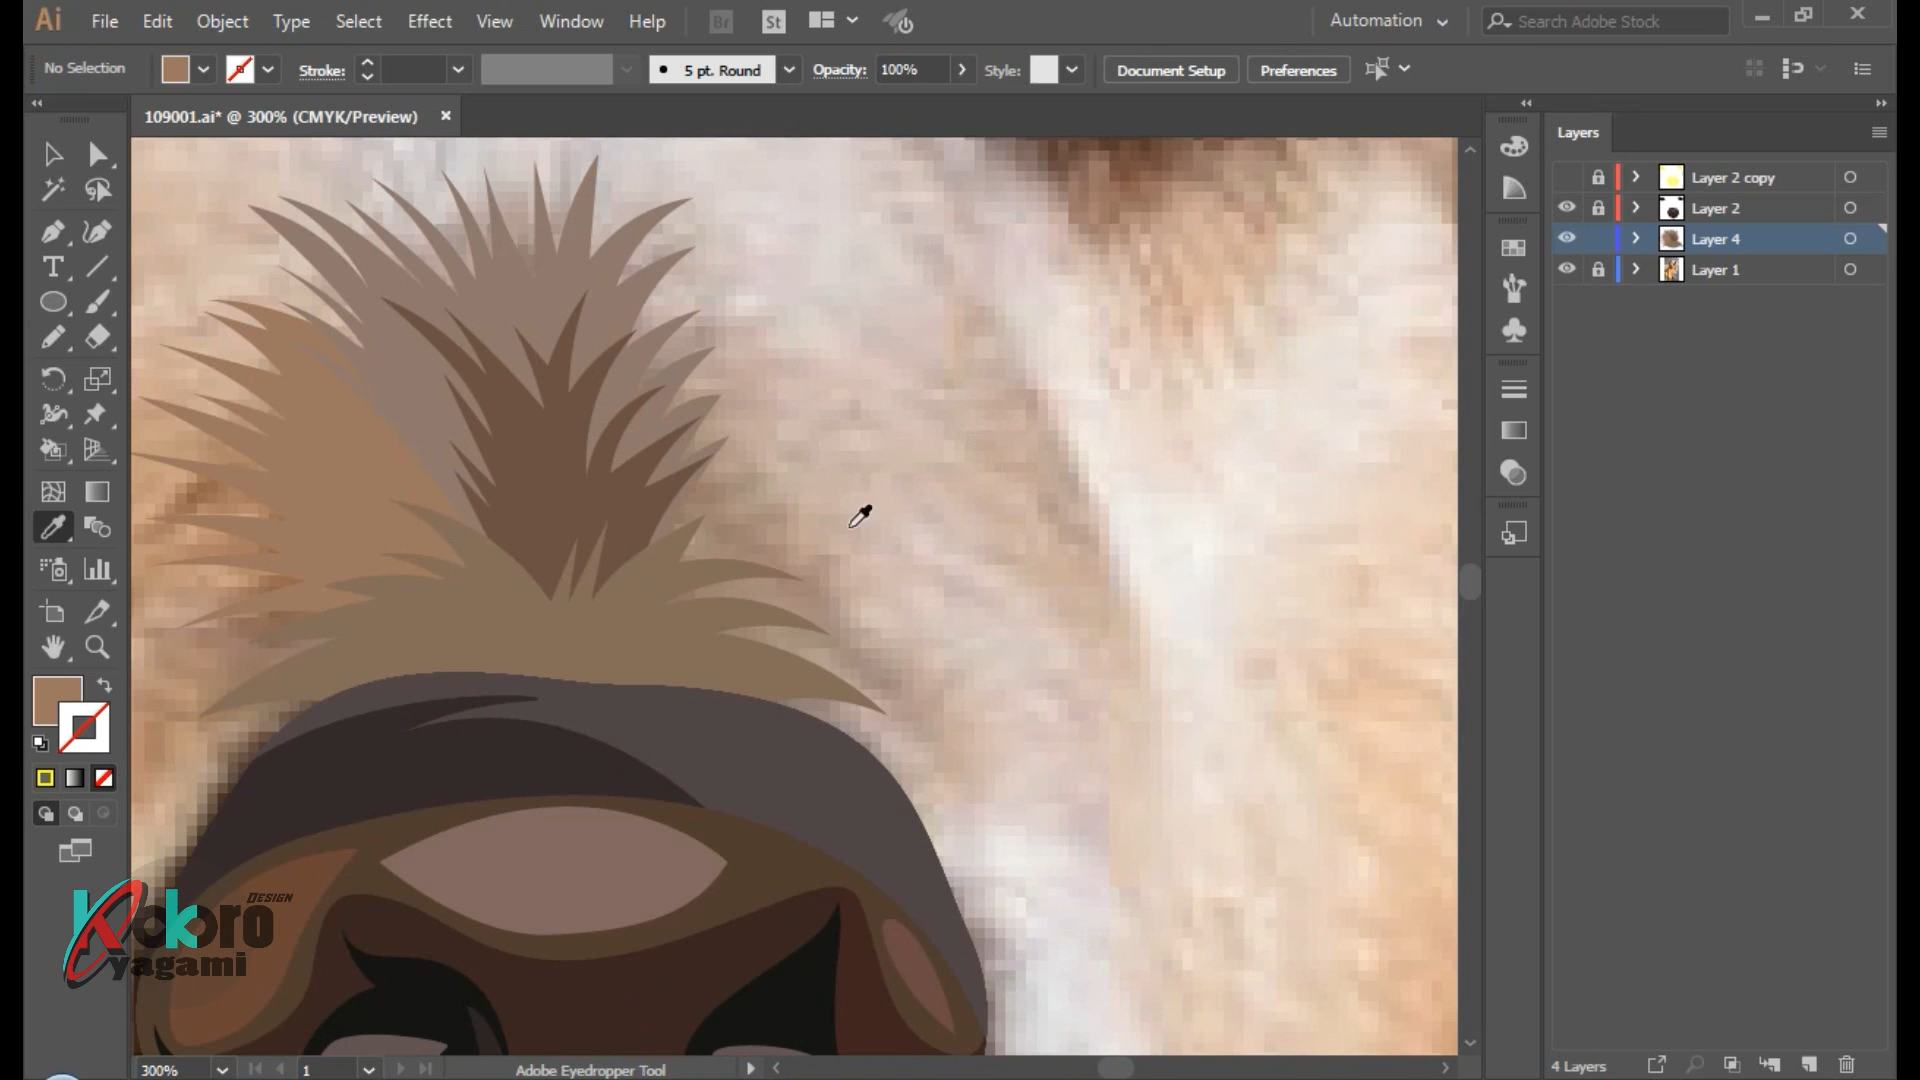 Ai File Edit Object Type Select Effect View Window Help Br St Automation Search Adobe Stock
No Selection Stroke: 5 pt. Round Opacity: 100% Style: Document Setup Preferences
109001.ai* @ 300% (CMYK/Preview)
Layers
Layer 2 copy
Layer 2
Layer 4
Layer 1
DESIGN
Kokoro
yagami
300% 1 Adobe Eyedropper Tool
4 Layers